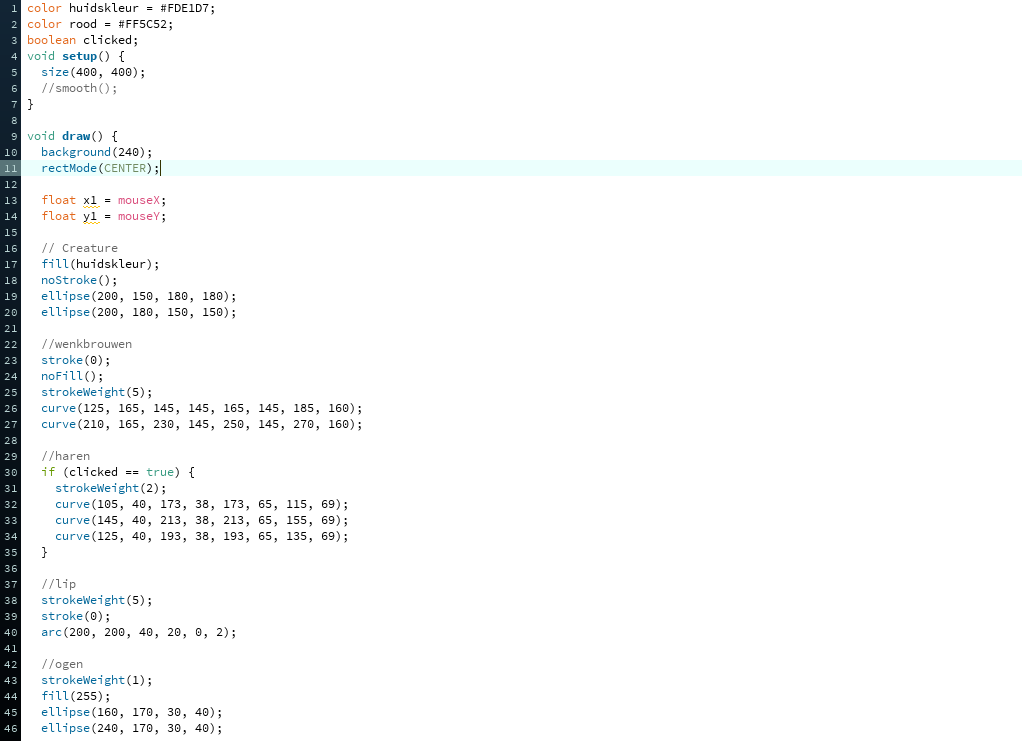 1 color huidskleur = #FDE1D7;
2 color rood = #FF5C52;
3 boolean clicked;
4 void setup() {
5   size(400, 400);
6   //smooth();
7 }
8
9 void draw() {
10   background(240);
11   rectMode(CENTER);
12
13   float x1 = mouseX;
14   float y1 = mouseY;
15
16   // Creature
17   fill(huidskleur);
18   noStroke();
19   ellipse(200, 150, 180, 180);
20   ellipse(200, 180, 150, 150);
21
22   //wenkbrouwen
23   stroke(0);
24   noFill();
25   strokeWeight(5);
26   curve(125, 165, 145, 145, 165, 145, 185, 160);
27   curve(210, 165, 230, 145, 250, 145, 270, 160);
28
29   //haren
30   if (clicked == true) {
31     strokeWeight(2);
32     curve(105, 40, 173, 38, 173, 65, 115, 69);
33     curve(145, 40, 213, 38, 213, 65, 155, 69);
34     curve(125, 40, 193, 38, 193, 65, 135, 69);
35   }
36
37   //lip
38   strokeWeight(5);
39   stroke(0);
40   arc(200, 200, 40, 20, 0, 2);
41
42   //ogen
43   strokeWeight(1);
44   fill(255);
45   ellipse(160, 170, 30, 40);
46   ellipse(240, 170, 30, 40);